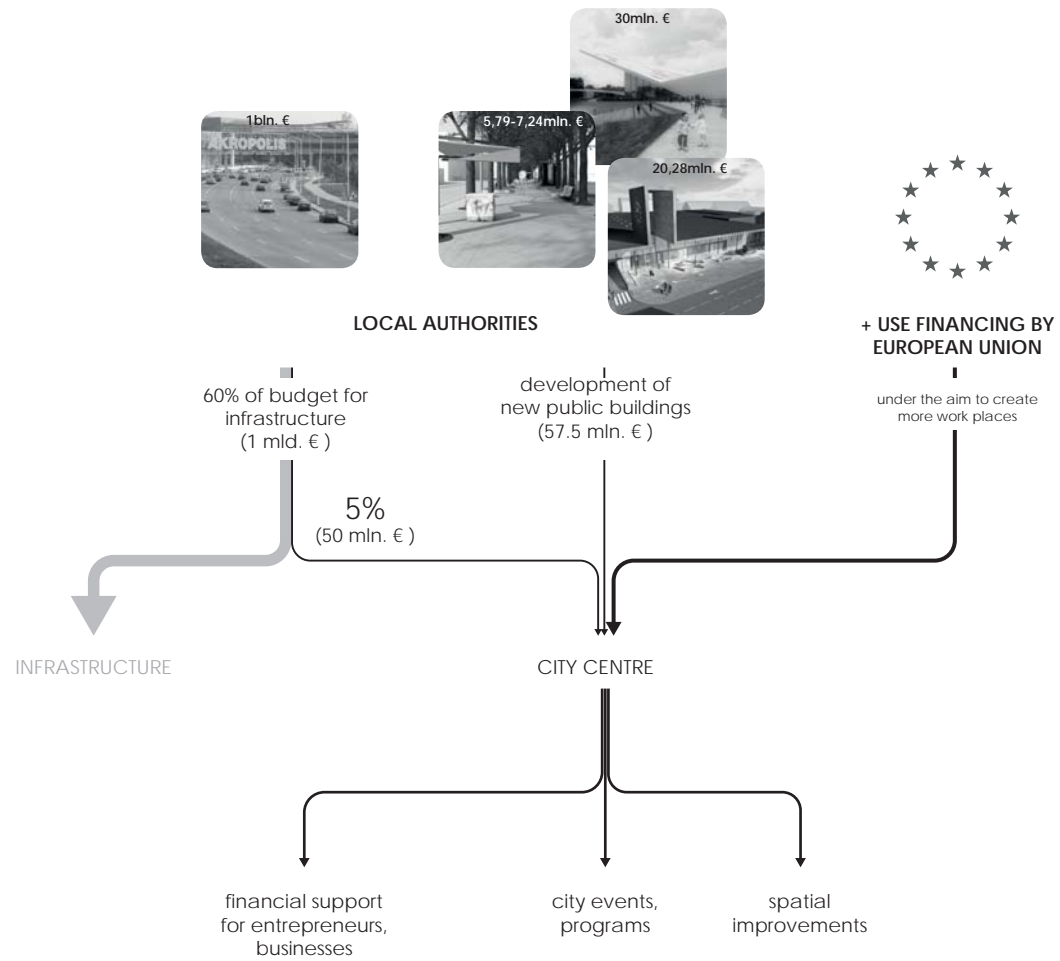 30mln. €
1bln. €
5,79-7,24mln. €
AKROPOLIS
20,28mln. €
LOCAL AUTHORITIES
+ USE FINANCING BY
EUROPEAN UNION
60% of budget for
infrastructure
(1 mld. € )
development of
new public buildings
(57.5 mln. € )
under the aim to create
more work places
5%
(50 mln. € )
INFRASTRUCTURE
CITY CENTRE
financial support
for entrepreneurs,
businesses
city events,
programs
spatial
improvements